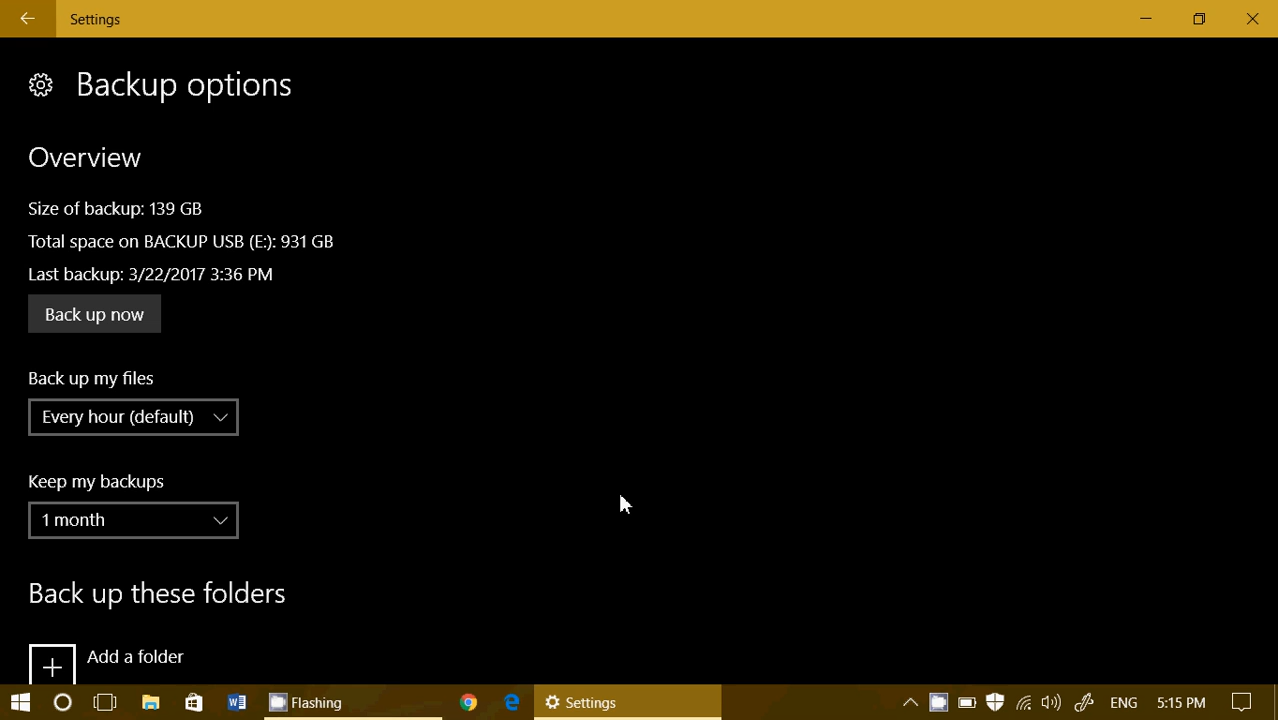 Settings
Backup options
Overview
Size of backup: 139 GB
Total space on BACKUP USB (E:): 931 GB
Last backup: 3/22/2017 3:36 PM
Back up now
Back up my files
Every hour (default)
Keep my backups
1 month
Back up these folders
Add a folder
Flashing
Settings
ENG
5:15 PM